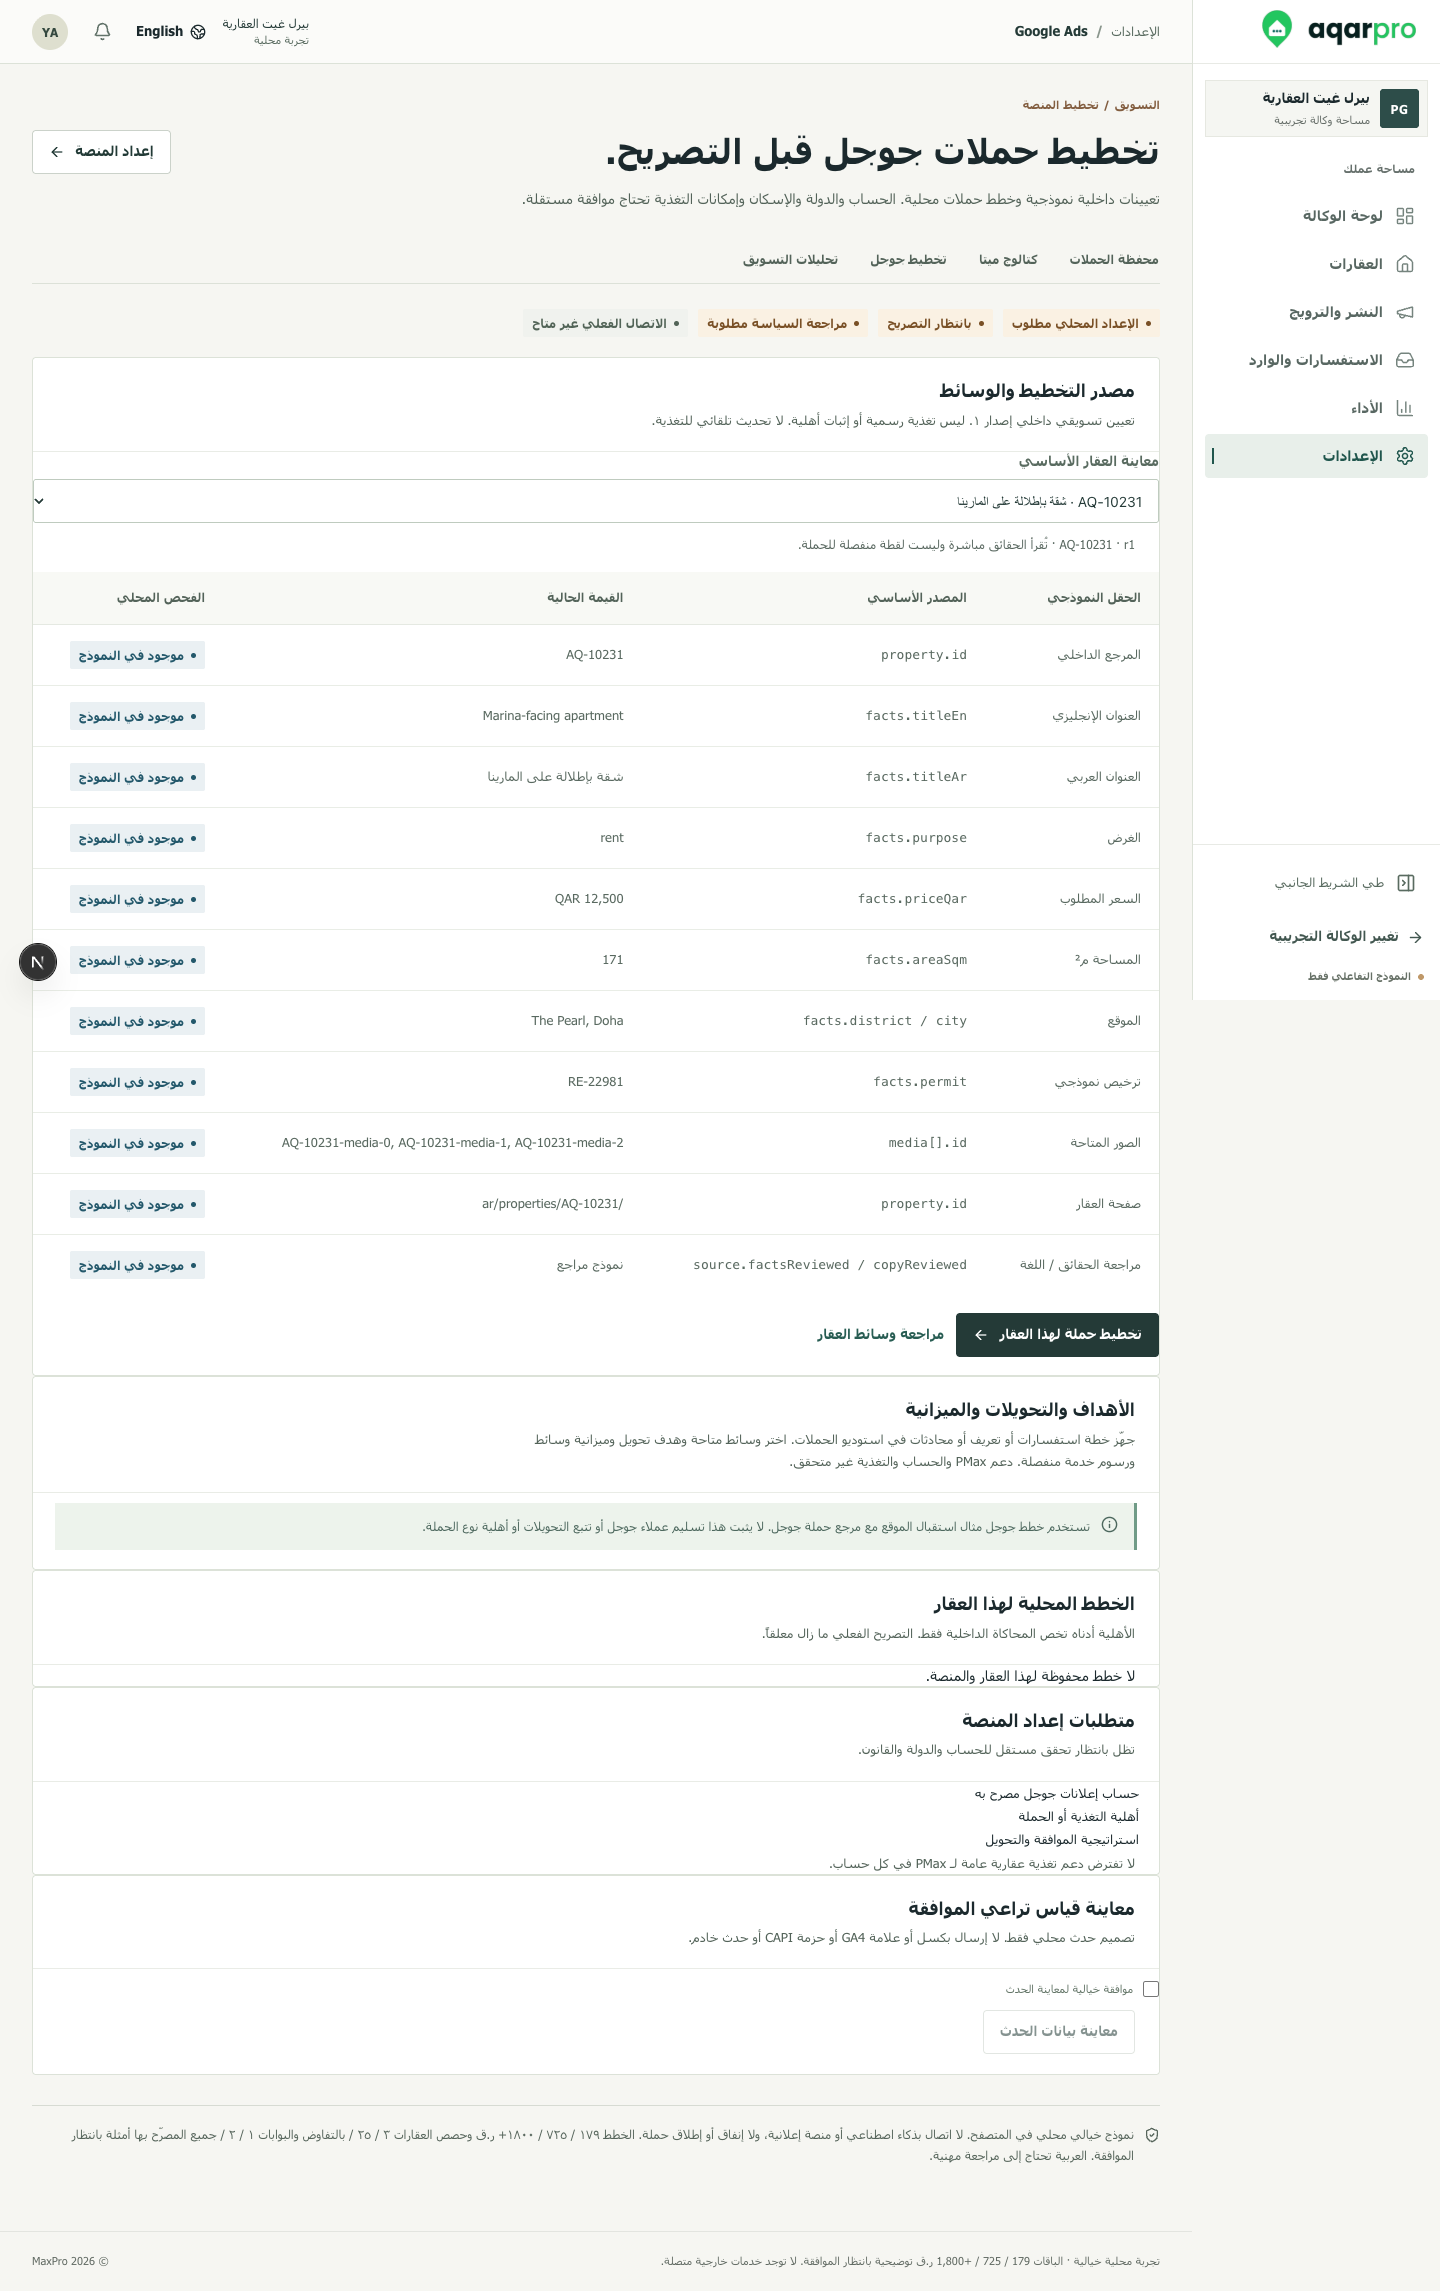 aqarpro
الإعدادات / Google Ads
بيرل غيت العقارية
تجربة محلية
English
YA
PG
بيرل غيت العقارية
مساحة وكالة تجريبية
مساحة عملك
لوحة الوكالة
العقارات
النشر والترويج
الاستفسارات والوارد
الأداء
الإعدادات
طي الشريط الجانبي
تغيير الوكالة التجريبية
النموذج التفاعلي فقط
التسويق / تخطيط المنصة
تخطيط حملات جوجل قبل التصريح.
إعداد المنصة
تعيينات داخلية نموذجية وخطط حملات محلية. الحساب والدولة والإسكان وإمكانات التغذية تحتاج موافقة مستقلة.
محفظة الحملات
كتالوج ميتا
تخطيط جوجل
تحليلات التسويق
الإعداد المحلي مطلوب
بانتظار التصريح
مراجعة السياسة مطلوبة
الاتصال الفعلي غير متاح
مصدر التخطيط والوسائط
تعيين تسويقي داخلي إصدار ١. ليس تغذية رسمية أو إثبات أهلية. لا تحديث تلقائي للتغذية.
معاينة العقار الأساسي
AQ-10231 · شقة بإطلالة على المارينا
AQ-10231 · r1 · تُقرأ الحقائق مباشرة وليست لقطة منفصلة للحملة.
الحقل النموذجي المصدر الأساسي القيمة الحالية الفحص المحلي
المرجع الداخلي property.id AQ-10231 موجود في النموذج
العنوان الإنجليزي facts.titleEn Marina-facing apartment موجود في النموذج
العنوان العربي facts.titleAr شقة بإطلالة على المارينا موجود في النموذج
الغرض facts.purpose rent موجود في النموذج
السعر المطلوب facts.priceQar QAR 12,500 موجود في النموذج
المساحة م² facts.areaSqm 171 موجود في النموذج
الموقع facts.district / city The Pearl, Doha موجود في النموذج
ترخيص نموذجي facts.permit RE-22981 موجود في النموذج
الصور المتاحة media[].id AQ-10231-media-0, AQ-10231-media-1, AQ-10231-media-2 موجود في النموذج
صفحة العقار property.id ar/properties/AQ-10231/ موجود في النموذج
مراجعة الحقائق / اللغة source.factsReviewed / copyReviewed نموذج مراجع موجود في النموذج
تخطيط حملة لهذا العقار
مراجعة وسائط العقار
الأهداف والتحويلات والميزانية
جهّز خطة استفسارات أو تعريف أو محادثات في استوديو الحملات. اختر وسائط متاحة وهدف تحويل وميزانية وسائط
ورسوم خدمة منفصلة. دعم PMax والحساب والتغذية غير متحقق.
تستخدم خطط جوجل مثال استقبال الموقع مع مرجع حملة جوجل. لا يثبت هذا تسليم عملاء جوجل أو تتبع التحويلات أو أهلية نوع الحملة.
الخطط المحلية لهذا العقار
الأهلية أدناه تخص المحاكاة الداخلية فقط. التصريح الفعلي ما زال معلقاً.
لا خطط محفوظة لهذا العقار والمنصة.
متطلبات إعداد المنصة
تظل بانتظار تحقق مستقل للحساب والدولة والقانون.
حساب إعلانات جوجل مصرح به
أهلية التغذية أو الحملة
استراتيجية الموافقة والتحويل
لا تفترض دعم تغذية عقارية عامة لـ PMax في كل حساب.
معاينة قياس تراعي الموافقة
تصميم حدث محلي فقط. لا إرسال بكسل أو علامة GA4 أو حزمة CAPI أو حدث خادم.
موافقة خيالية لمعاينة الحدث
معاينة بيانات الحدث
نموذج خيالي محلي في المتصفح. لا اتصال بذكاء اصطناعي أو منصة إعلانية، ولا إنفاق أو إطلاق حملة. الخطط ١٧٩ / ٧٢٥ / ١٨٠٠+ ر.ق وحصص العقارات ٣ / ٢٥ / بالتفاوض والبوابات ١ / ٢ / جميع المصرّح بها أمثلة بانتظار
الموافقة. العربية تحتاج إلى مراجعة مهنية.
تجربة محلية خيالية · الباقات 179 / 725 / +1,800 ر.ق توضيحية بانتظار الموافقة. لا توجد خدمات خارجية متصلة.
© 2026 MaxPro